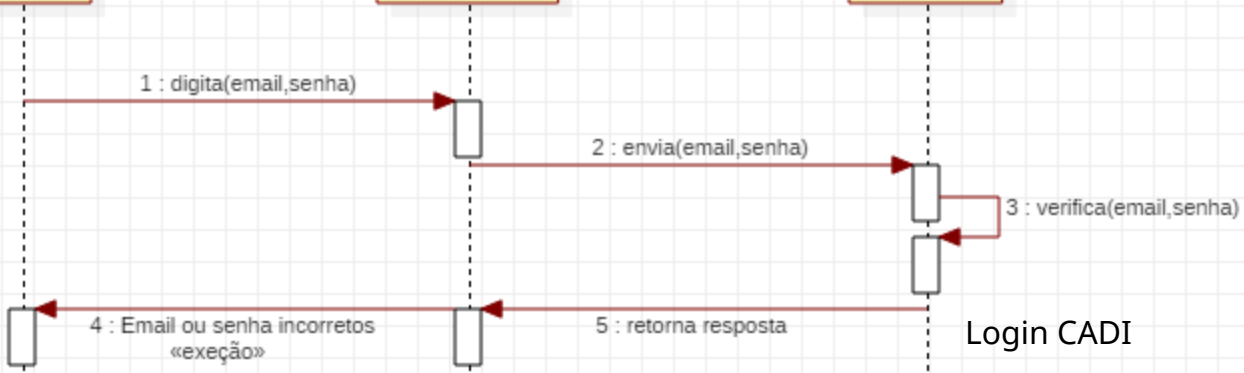 1 : digita(email,senha)
2 : envia(email,senha)
3 : verifica(email,senha)
4 : Email ou senha incorretos
«exeção»
5 : retorna resposta
Login CADI